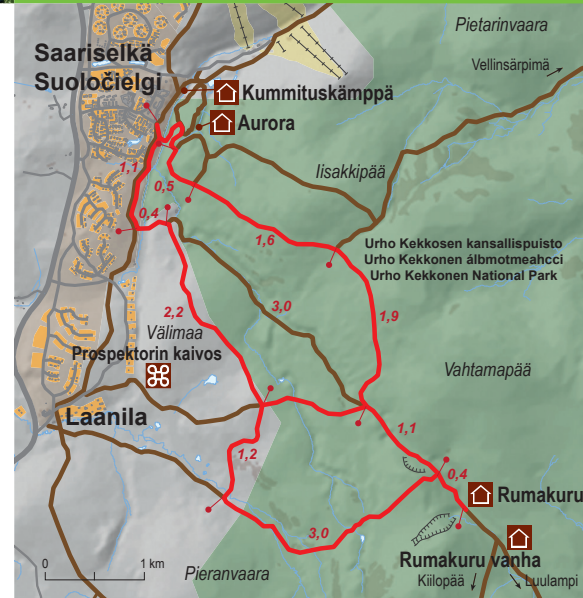 Pietarinvaara
Saariselkä
Suoločielgi
Vellinsärpimä
Kummituskämppä
Aurora
1,1
Iisakkipää
0,5
0,4
1,6
Urho Kekkosen kansallispuisto
Urho Kekkonen álbmotmeahcci
Urho Kekkonen National Park
3,0
2,2
1,9
Välimaa
Prospektorin kaivos
Vahtamapää
Laanila
1,1
1,2
0,4
Rumakuru
3,0
Rumakuru vanha
0 1 km
Pieranvaara
Kiilopää
Luulampi